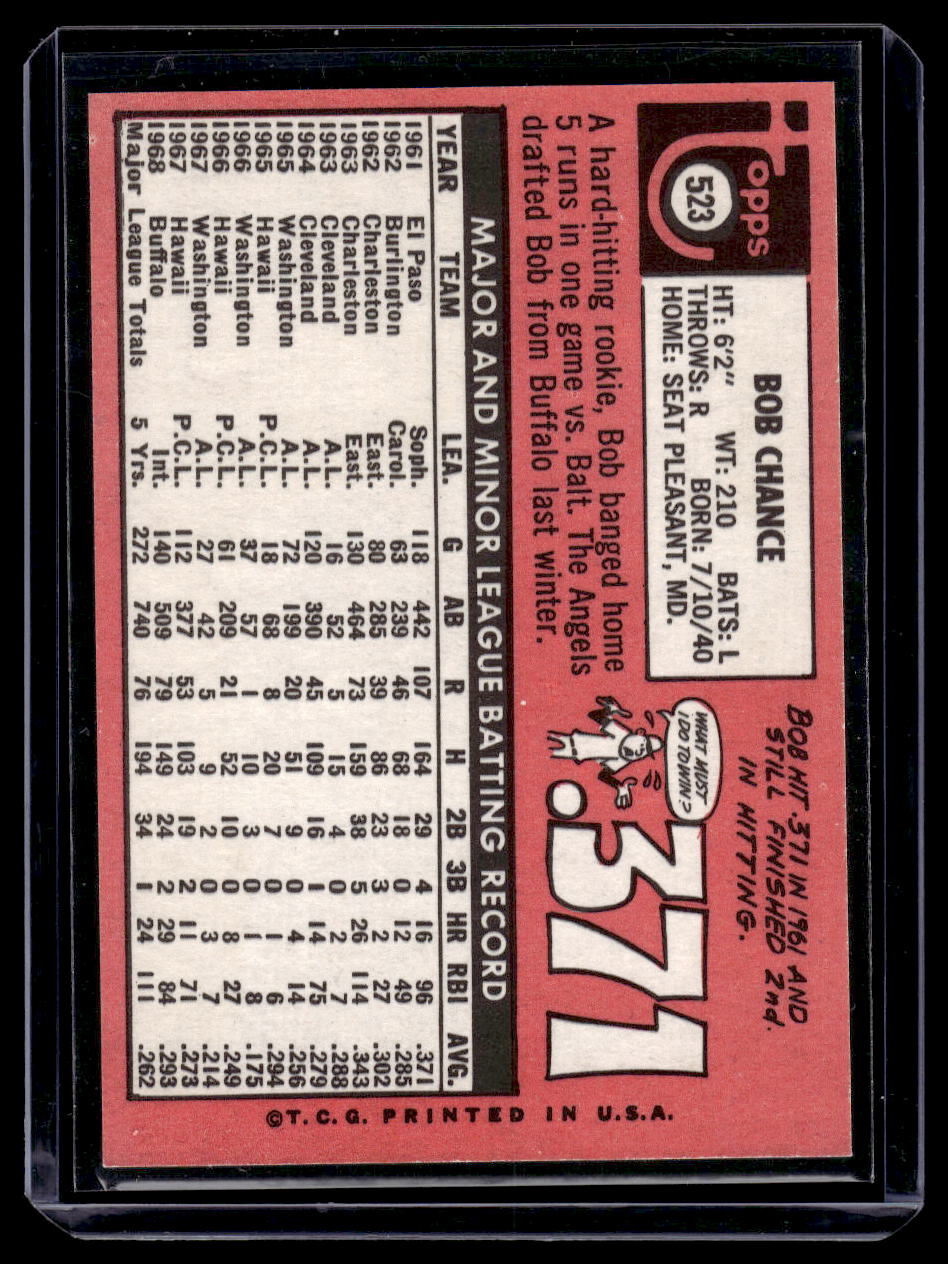 Topps
523
BOB CHANCE
HT: 6'2" WT: 210 BATS: L
THROWS: R BORN: 7/10/40
HOME: SEAT PLEASANT, MD.
A hard-hitting rookie, Bob banged home
5 runs in one game vs. Balt. The Angels
drafted Bob from Buffalo last winter.
BOB HIT .371 IN 1961 AND
STILL FINISHED 2nd.
IN HITTING.
WHAT MUST
I DO TO WIN?
.371
MAJOR AND MINOR LEAGUE BATTING RECORD
YEAR TEAM LEA. G AB R H 2B 3B HR RBI AVG.
1961 El Paso Soph. 118 442 107 164 29 4 16 96 .371
1962 Burlington Carol. 63 239 46 68 18 0 12 49 .285
1962 Charleston East. 80 285 39 86 23 3 2 27 .302
1963 Charleston East. 130 464 73 159 38 5 26 114 .343
1963 Cleveland A.L. 16 52 5 15 4 0 2 7 .288
1964 Cleveland A.L. 120 390 45 109 16 1 14 75 .279
1965 Washington A.L. 72 199 20 51 9 0 4 14 .256
1965 Hawaii P.C.L. 18 68 8 20 7 0 1 6 .294
1966 Washington A.L. 37 57 1 10 3 0 1 8 .175
1966 Hawaii P.C.L. 61 209 21 52 10 0 8 27 .249
1967 Washington A.L. 27 42 5 9 2 0 3 7 .214
1967 Hawaii P.C.L. 112 377 53 103 19 2 11 71 .273
1968 Buffalo Int. 140 509 79 149 24 2 29 84 .293
Major League Totals 5 Yrs. 272 740 76 194 34 1 24 111 .262
©T.C.G. PRINTED IN U.S.A.